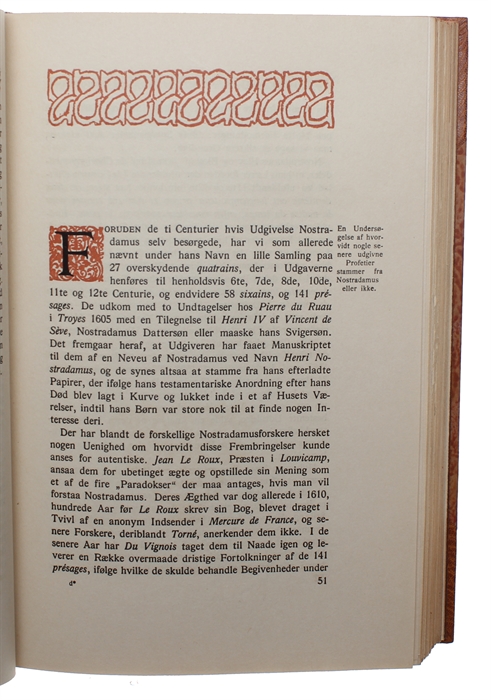 FORUDEN de ti Centurier hvis Udgivelse Nostra-
damus selv besørgede, har vi som allerede
nævnt under hans Navn en lille Samling paa
27 overskydende quatrains, der i Udgaverne
henføres til henholdsvis 6te, 7de, 8de, 10de,
11te og 12te Centurie, og endvidere 58 sixains, og 141 pré-
sages. De udkom med to Undtagelser hos Pierre du Ruau
i Troyes 1605 med en Tilegnelse til Henri IV af Vincent de
Sève, Nostradamus Dattersøn eller maaske hans Svigersøn.
Det fremgaar heraf, at Udgiveren har faaet Manuscriptet
til dem af en Neveu af Nostradamus ved Navn Henri No-
stradamus, og de synes altsaa at stamme fra hans efterladte
Papirer, der ifølge hans testamentariske Anordning efter hans
Død blev lagt i Kurve og lukket inde i et af Husets Væ-
relser, indtil hans Børn var store nok til at finde nogen In-
teresse deri.
Der har blandt de forskellige Nostradamusforskere hersket
nogen Uenighed om hvorvidt disse Frembringelser kunde
anses for autentiske. Jean Le Roux, Præsten i Louvicamp,
ansaa dem for ubetinget ægte og opstillede sin Mening som
et af de fire „Paradokser" der maa antages, hvis man vil
forstaa Nostradamus. Deres Ægthed var dog allerede i 1610,
hundrede Aar før Le Roux skrev sin Bog, blevet draget i
Tvivl af en anonym Indsender i Mercure de France, og se-
nere Forskere, deriblandt Torné, anerkender dem ikke. I de
senere Aar har Du Vignois taget dem til Naade igen og le-
verer en Række overmaade dristige Fortolkninger af de 141
présages, ifølge hvilke de skulde behandle Begivenheder under
d*
51
En Undersø-
gelse af hvor-
vidt nogle se-
nere udgivne
Profetier
stammer fra
Nostradamus
eller ikke.